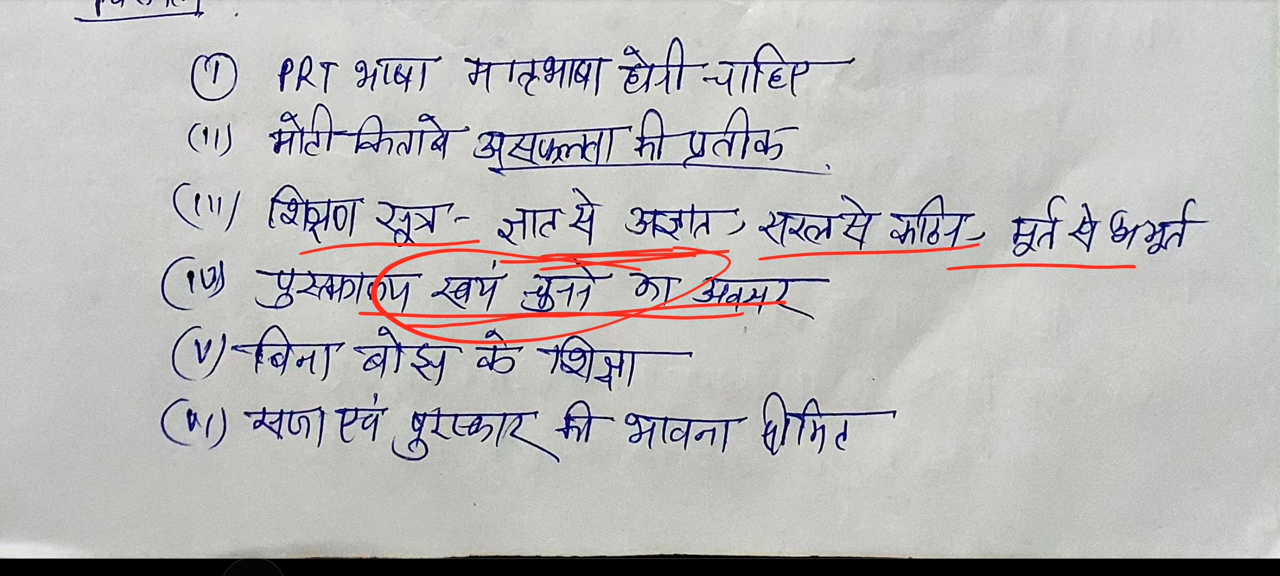 (i) PRT भाषा मातृभाषा होनी चाहिए
(ii) मोटी किताबे असफलता की प्रतीक
(iii) शिक्षण सूत्र - ज्ञात से अज्ञात, सरल से कठिन, मूर्त से अमूर्त
(iv) पुस्तकालय स्वयं चुनने का अवसर
(v) बिना बोझ के शिक्षा
(vi) सजा एवं पुरस्कार की भावना सीमित